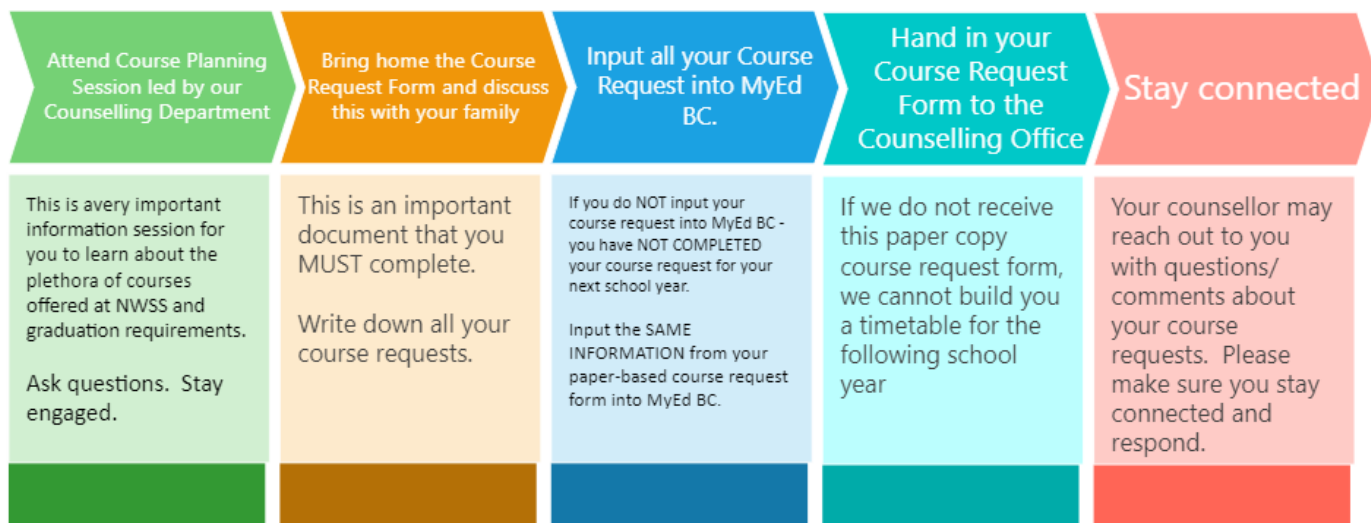 Attend Course Planning
Session led by our
Counselling Department
Bring home the Course
Request Form and discuss
this with your family
Input all your Course
Request into MyEd
BC.
Hand in your
Course Request
Form to the
Counselling Office
Stay connected
This is avery important
information session for
you to learn about the
plethora of courses
offered at NWSS and
graduation requirements.
Ask questions.  Stay
engaged.
This is an important
document that you
MUST complete.
Write down all your
course requests.
If you do NOT input your
course request into MyEd BC -
you have NOT COMPLETED
your course request for your
next school year.
Input the SAME
INFORMATION from your
paper-based course request
form into MyEd BC.
If we do not receive
this paper copy
course request form,
we cannot build you
a timetable for the
following school
year
Your counsellor may
reach out to you
with questions/
comments about
your course
requests.  Please
make sure you stay
connected and
respond.